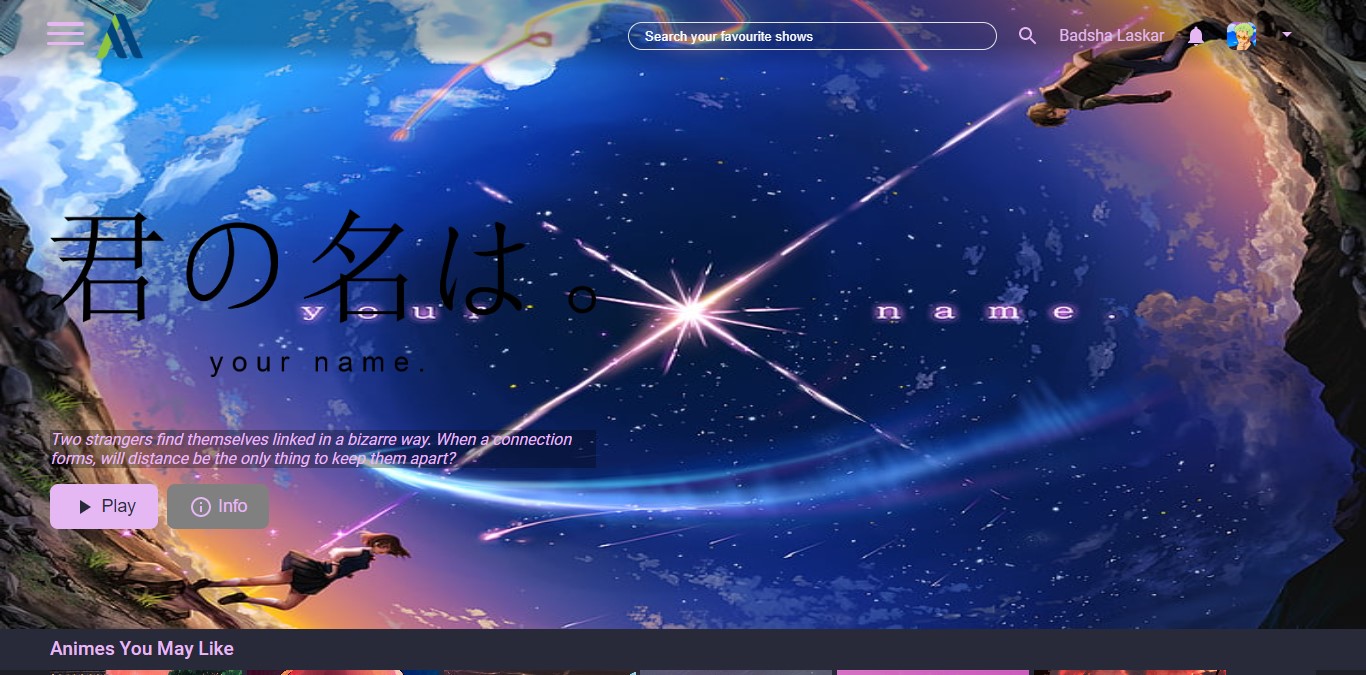 Search your favourite shows
Badsha Laskar
君の名は。
your name.
your name.
Two strangers find themselves linked in a bizarre way. When a connection
forms, will distance be the only thing to keep them apart?
Play
Info
Animes You May Like